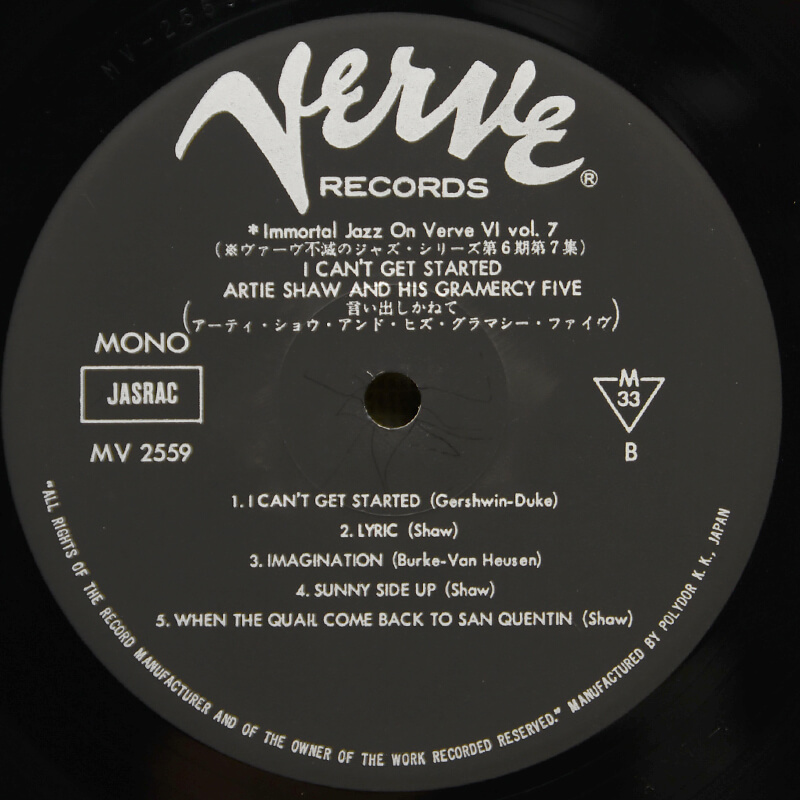 MV-2559
Verve
RECORDS ®
*Immortal Jazz On Verve VI vol. 7
(※ヴァーヴ不滅のジャズ・シリーズ第6期第7集)
I CAN'T GET STARTED
ARTIE SHAW AND HIS GRAMERCY FIVE
(言い出しかねて
アーティ・ショウ・アンド・ヒズ・グラマシー・ファイヴ)
MONO
JASRAC
MV 2559
M
33
B
1. I CAN'T GET STARTED (Gershwin-Duke)
2. LYRIC (Shaw)
3. IMAGINATION (Burke-Van Heusen)
4. SUNNY SIDE UP (Shaw)
5. WHEN THE QUAIL COME BACK TO SAN QUENTIN (Shaw)
"ALL RIGHTS OF THE RECORD MANUFACTURER AND OF THE OWNER OF THE WORK RECORDED RESERVED." MANUFACTURED BY POLYDOR K. K., JAPAN